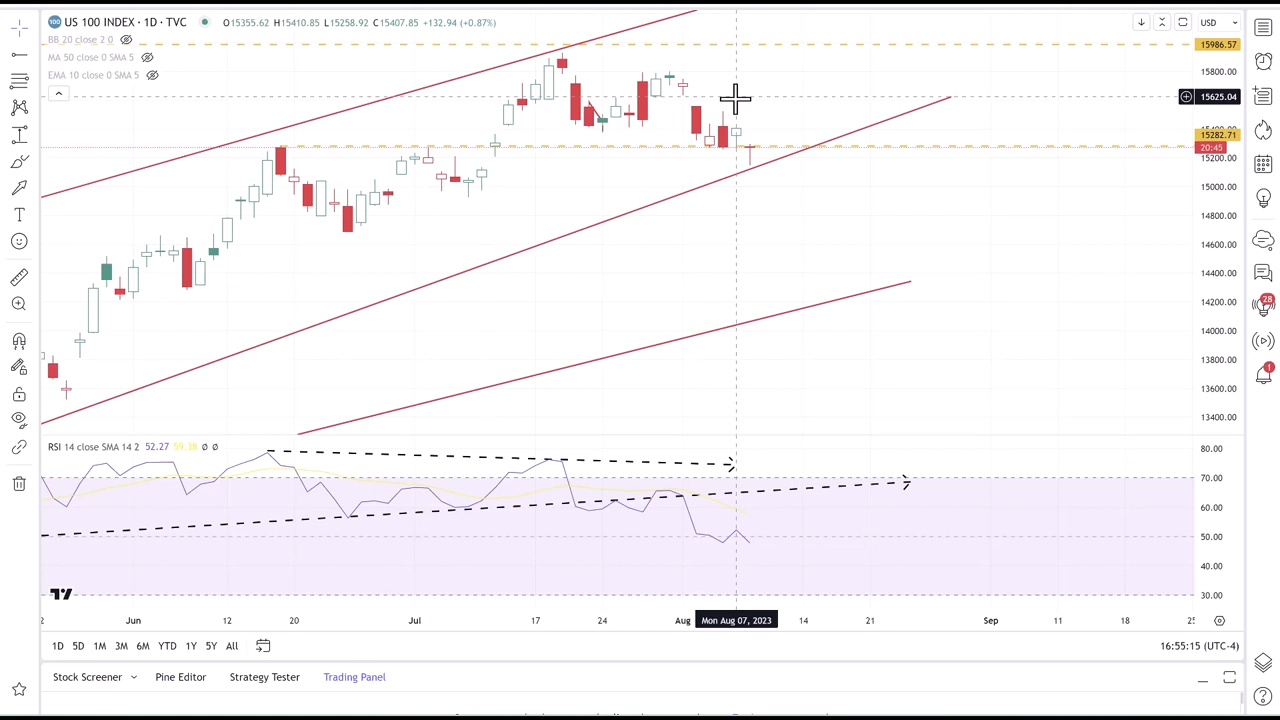 100 US 100 INDEX · 1D · TVC O15355.62 H15410.85 L15258.92 C15407.85 +132.94 (+0.87%) USD
BB 20 close 2 0
MA 50 close 0 SMA 5
EMA 10 close 0 SMA 5
15986.57
15800.00
15625.04
15282.71
20:45
15200.00
15000.00
14800.00
14600.00
14400.00
14200.00
14000.00
13800.00
13600.00
13400.00
RSI 14 close SMA 14 2 52.27 59.38 Ø Ø
80.00
70.00
60.00
50.00
40.00
30.00
28
1
Jun 12 20 Jul 17 24 Aug Mon Aug 07, 2023 14 21 Sep 11 18
1D 5D 1M 3M 6M YTD 1Y 5Y All 16:55:15 (UTC-4)
Stock Screener Pine Editor Strategy Tester Trading Panel